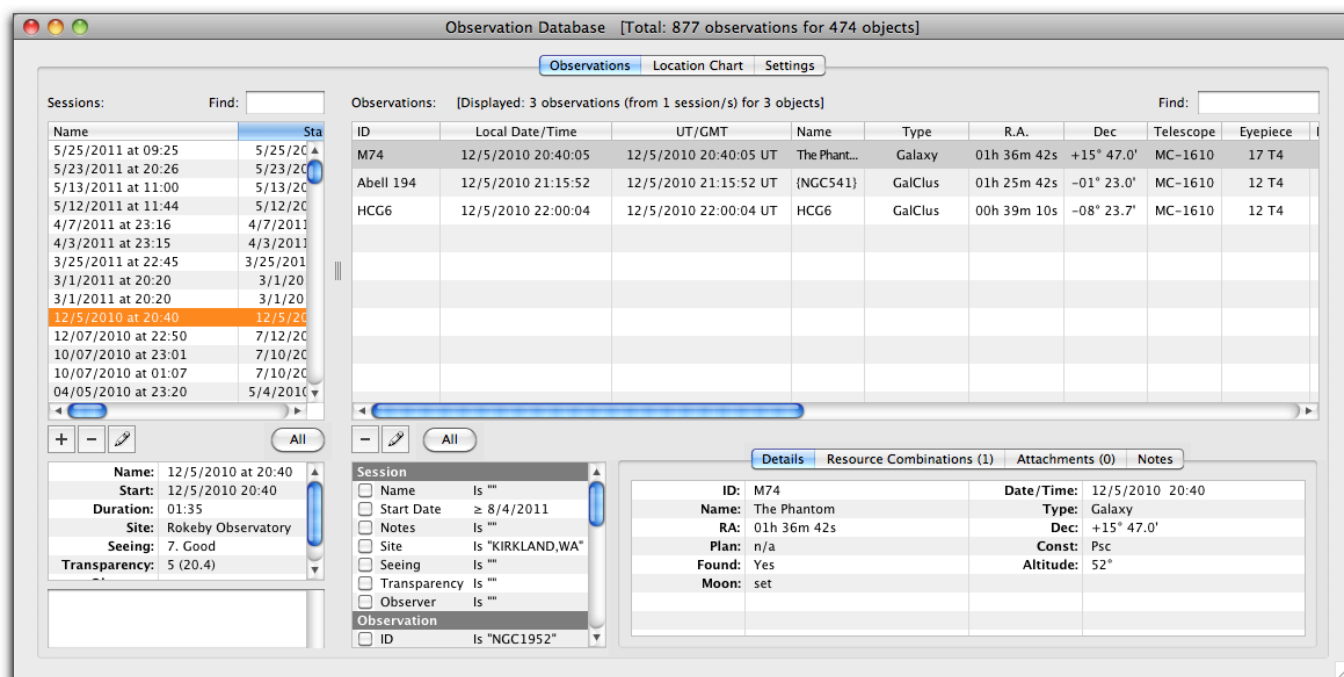 Observation Database [Total: 877 observations for 474 objects]
Observations Location Chart Settings
Sessions: Find:
Name Sta
5/25/2011 at 09:25 5/25/20
5/23/2011 at 20:26 5/23/20
5/13/2011 at 11:00 5/13/20
5/12/2011 at 11:44 5/12/20
4/7/2011 at 23:16 4/7/2011
4/3/2011 at 23:15 4/3/2011
3/25/2011 at 22:45 3/25/201
3/1/2011 at 20:20 3/1/20
3/1/2011 at 20:20 3/1/20
12/5/2010 at 20:40 12/5/20
12/07/2010 at 22:50 7/12/20
10/07/2010 at 23:01 7/10/20
10/07/2010 at 01:07 7/10/20
04/05/2010 at 23:20 5/4/2010
+ − All
Observations: [Displayed: 3 observations (from 1 session/s) for 3 objects] Find:
ID Local Date/Time UT/GMT Name Type R.A. Dec Telescope Eyepiece
M74 12/5/2010 20:40:05 12/5/2010 20:40:05 UT The Phant... Galaxy 01h 36m 42s +15° 47.0' MC-1610 17 T4
Abell 194 12/5/2010 21:15:52 12/5/2010 21:15:52 UT {NGC541} GalClus 01h 25m 42s −01° 23.0' MC-1610 12 T4
HCG6 12/5/2010 22:00:04 12/5/2010 22:00:04 UT HCG6 GalClus 00h 39m 10s −08° 23.7' MC-1610 12 T4
− All
Name: 12/5/2010 at 20:40
Start: 12/5/2010 20:40
Duration: 01:35
Site: Rokeby Observatory
Seeing: 7. Good
Transparency: 5 (20.4)
Session
Name Is ""
Start Date ≥ 8/4/2011
Notes Is ""
Site Is "KIRKLAND,WA"
Seeing Is ""
Transparency Is ""
Observer Is ""
Observation
ID Is "NGC1952"
Details Resource Combinations (1) Attachments (0) Notes
ID: M74 Date/Time: 12/5/2010 20:40
Name: The Phantom Type: Galaxy
RA: 01h 36m 42s Dec: +15° 47.0'
Plan: n/a Const: Psc
Found: Yes Altitude: 52°
Moon: set